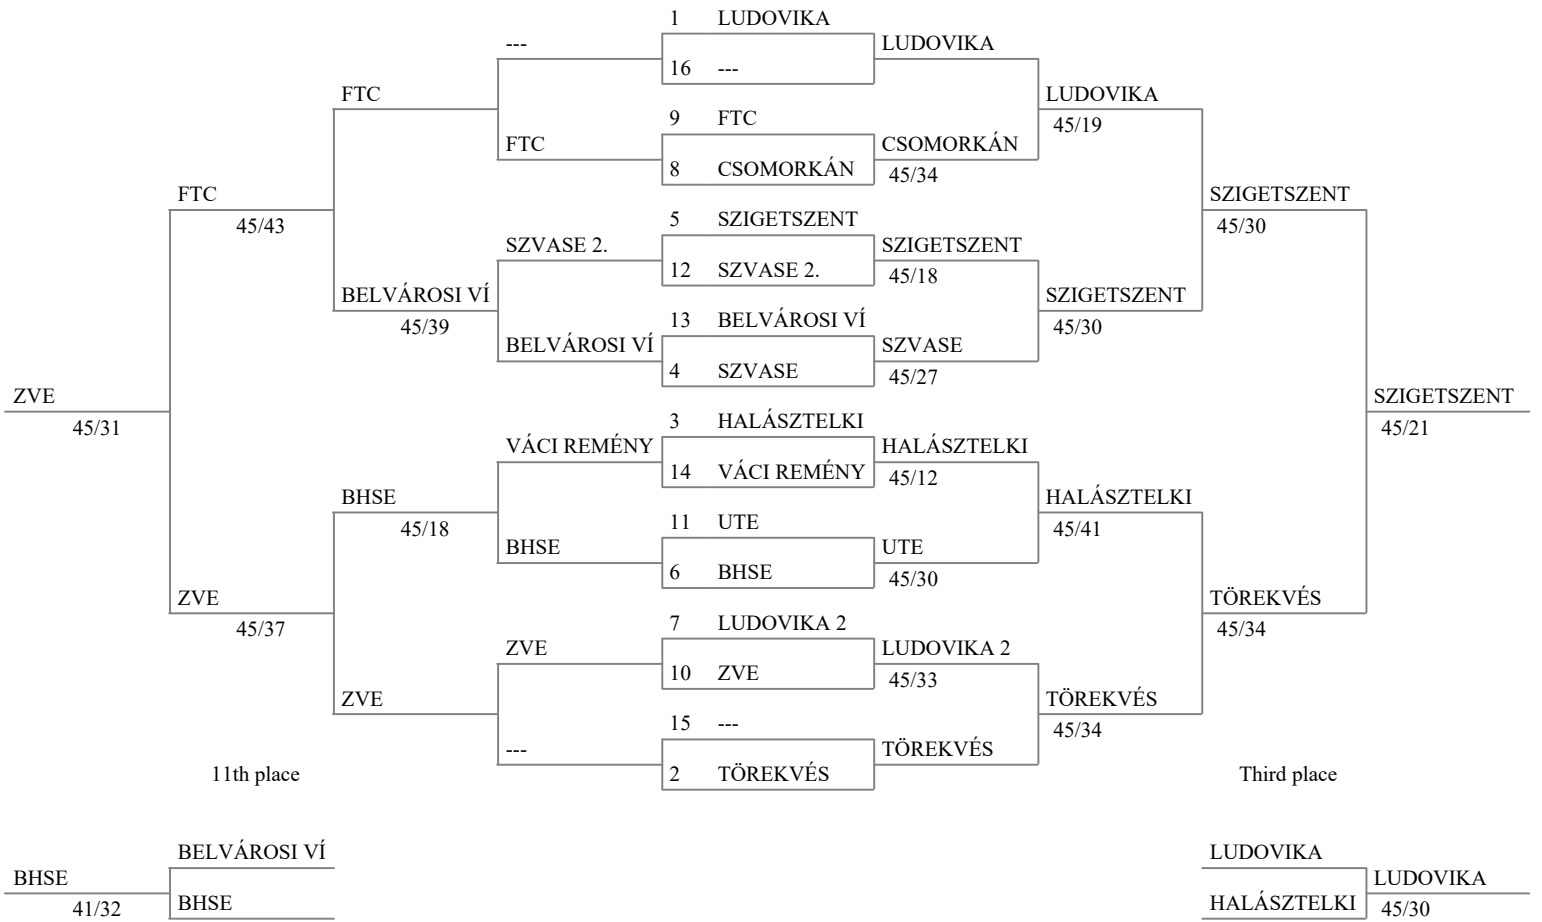 1 LUDOVIKA
--- LUDOVIKA
16 ---
FTC LUDOVIKA
9 FTC 45/19
FTC CSOMORKÁN
8 CSOMORKÁN 45/34
FTC SZIGETSZENT
45/43 5 SZIGETSZENT 45/30
SZVASE 2. SZIGETSZENT
12 SZVASE 2. 45/18
BELVÁROSI VÍ SZIGETSZENT
45/39 13 BELVÁROSI VÍ 45/30
BELVÁROSI VÍ SZVASE
4 SZVASE 45/27
ZVE SZIGETSZENT
45/31 3 HALÁSZTELKI 45/21
VÁCI REMÉNY HALÁSZTELKI
14 VÁCI REMÉNY 45/12
BHSE HALÁSZTELKI
45/18 11 UTE 45/41
BHSE UTE
6 BHSE 45/30
ZVE TÖREKVÉS
45/37 7 LUDOVIKA 2 45/34
ZVE LUDOVIKA 2
10 ZVE 45/33
ZVE TÖREKVÉS
15 --- 45/34
--- TÖREKVÉS
11th place 2 TÖREKVÉS Third place
BELVÁROSI VÍ LUDOVIKA
BHSE LUDOVIKA
45/32 BHSE HALÁSZTELKI 45/30